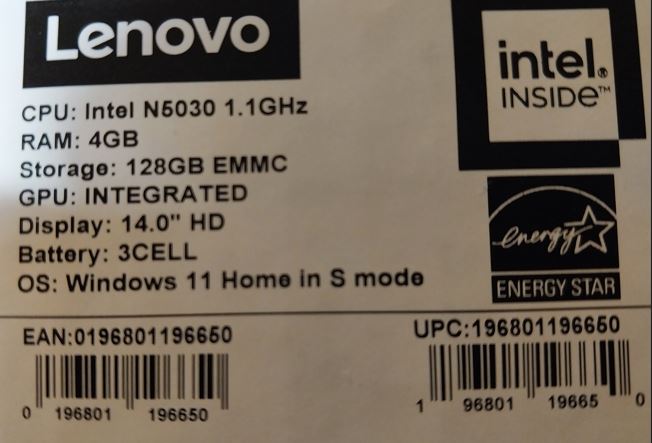 Lenovo
intel®
INSIDE™
CPU: Intel N5030 1.1GHz
RAM: 4GB
Storage: 128GB EMMC
GPU: INTEGRATED
Display: 14.0" HD
Battery: 3CELL
OS: Windows 11 Home in S mode
energy
ENERGY STAR
EAN:0196801196650
0 196801 196650
UPC:196801196650
1 96801 19665 0